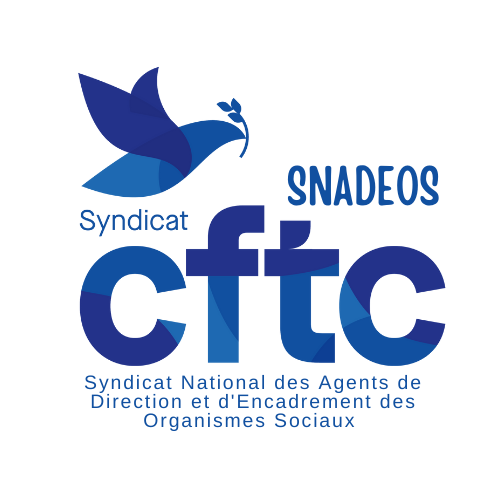 SNADEOS
Syndicat
cftc
Syndicat National des Agents de
Direction et d'Encadrement des
Organismes Sociaux